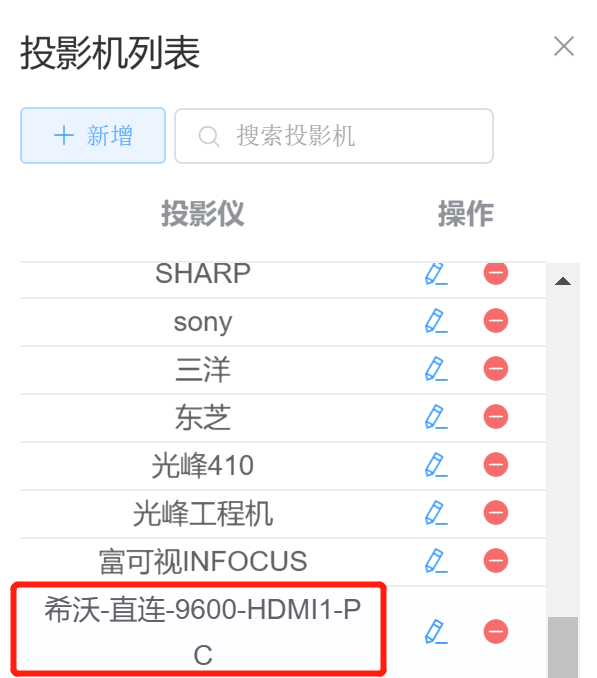 投影机列表
新增
搜索投影机
投影仪 操作
SHARP
sony
三洋
东芝
光峰410
光峰工程机
富可视INFOCUS
希沃-直连-9600-HDMI1-P
C